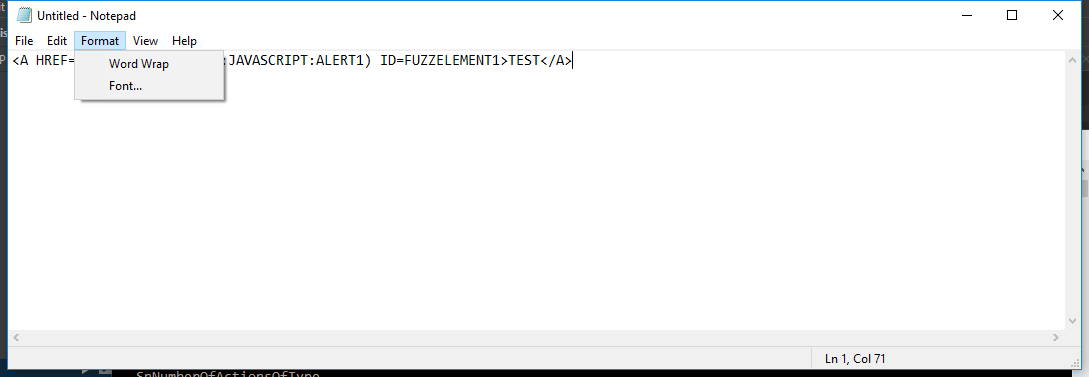 Untitled - Notepad
File Edit Format View Help
<A HREF= :JAVASCRIPT:ALERT1) ID=FUZZELEMENT1>TEST</A>
Word Wrap
Font...
Ln 1, Col 71
SpNumberOfActionsOfType